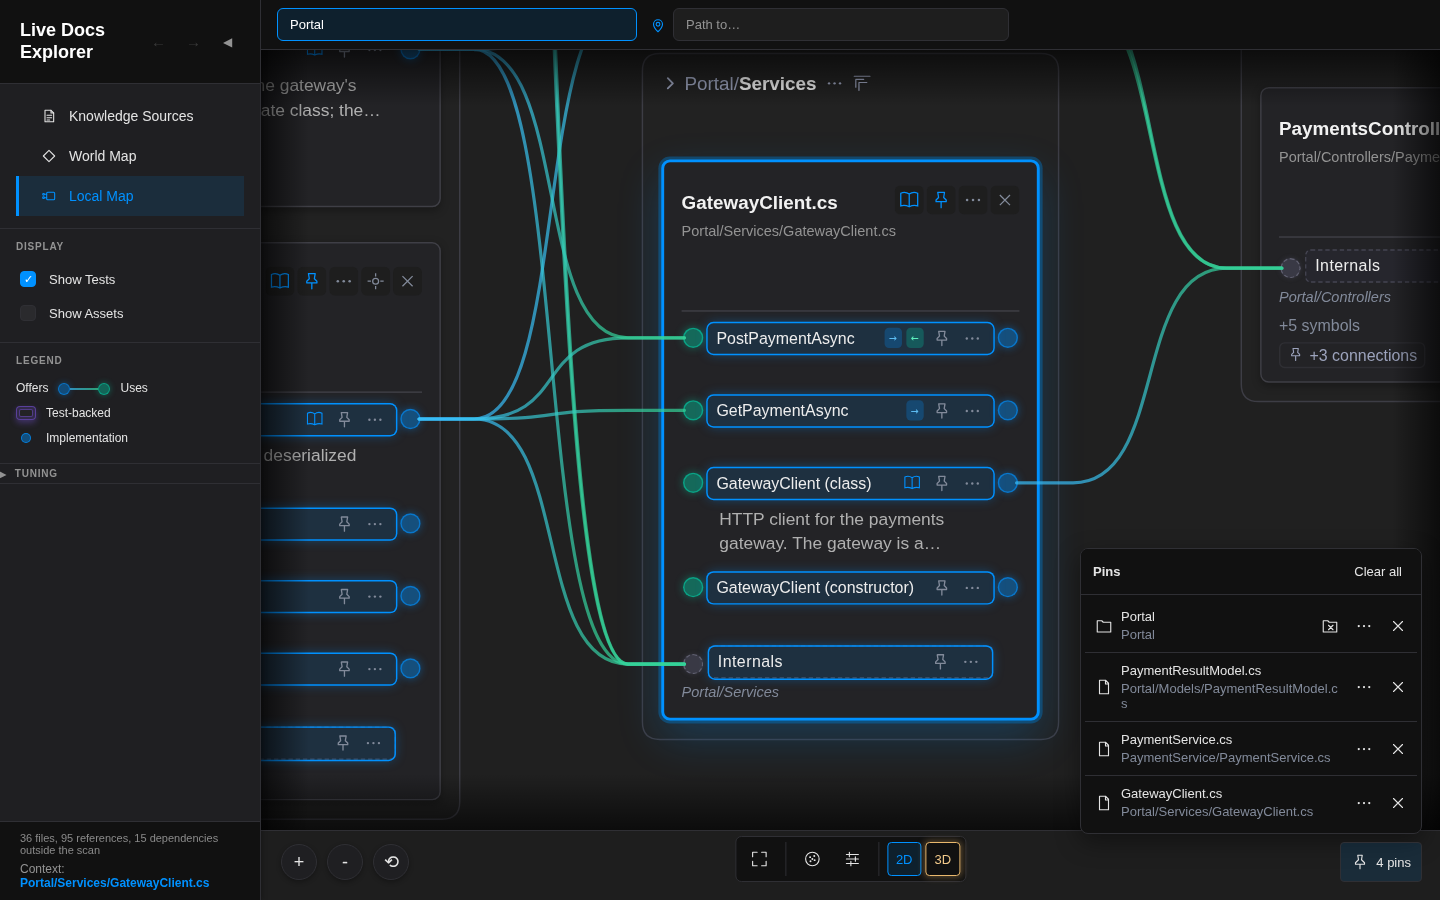 Live Docs
Explorer
Knowledge Sources
World Map
Local Map
DISPLAY
Show Tests
Show Assets
LEGEND
Offers
Uses
Test-backed
Implementation
TUNING
36 files, 95 references, 15 dependencies
outside the scan
Context:
Portal/Services/GatewayClient.cs
Portal
Path to…
gateway's
ate class; the…
deserialized
Portal/Services
GatewayClient.cs
Portal/Services/GatewayClient.cs
PostPaymentAsync
GetPaymentAsync
GatewayClient (class)
HTTP client for the payments
gateway. The gateway is a…
GatewayClient (constructor)
Internals
Portal/Services
PaymentsControll
Portal/Controllers/Payme
Internals
Portal/Controllers
+5 symbols
+3 connections
Pins
Clear all
Portal
Portal
PaymentResultModel.cs
Portal/Models/PaymentResultModel.c
s
PaymentService.cs
PaymentService/PaymentService.cs
GatewayClient.cs
Portal/Services/GatewayClient.cs
+
-
2D
3D
4 pins